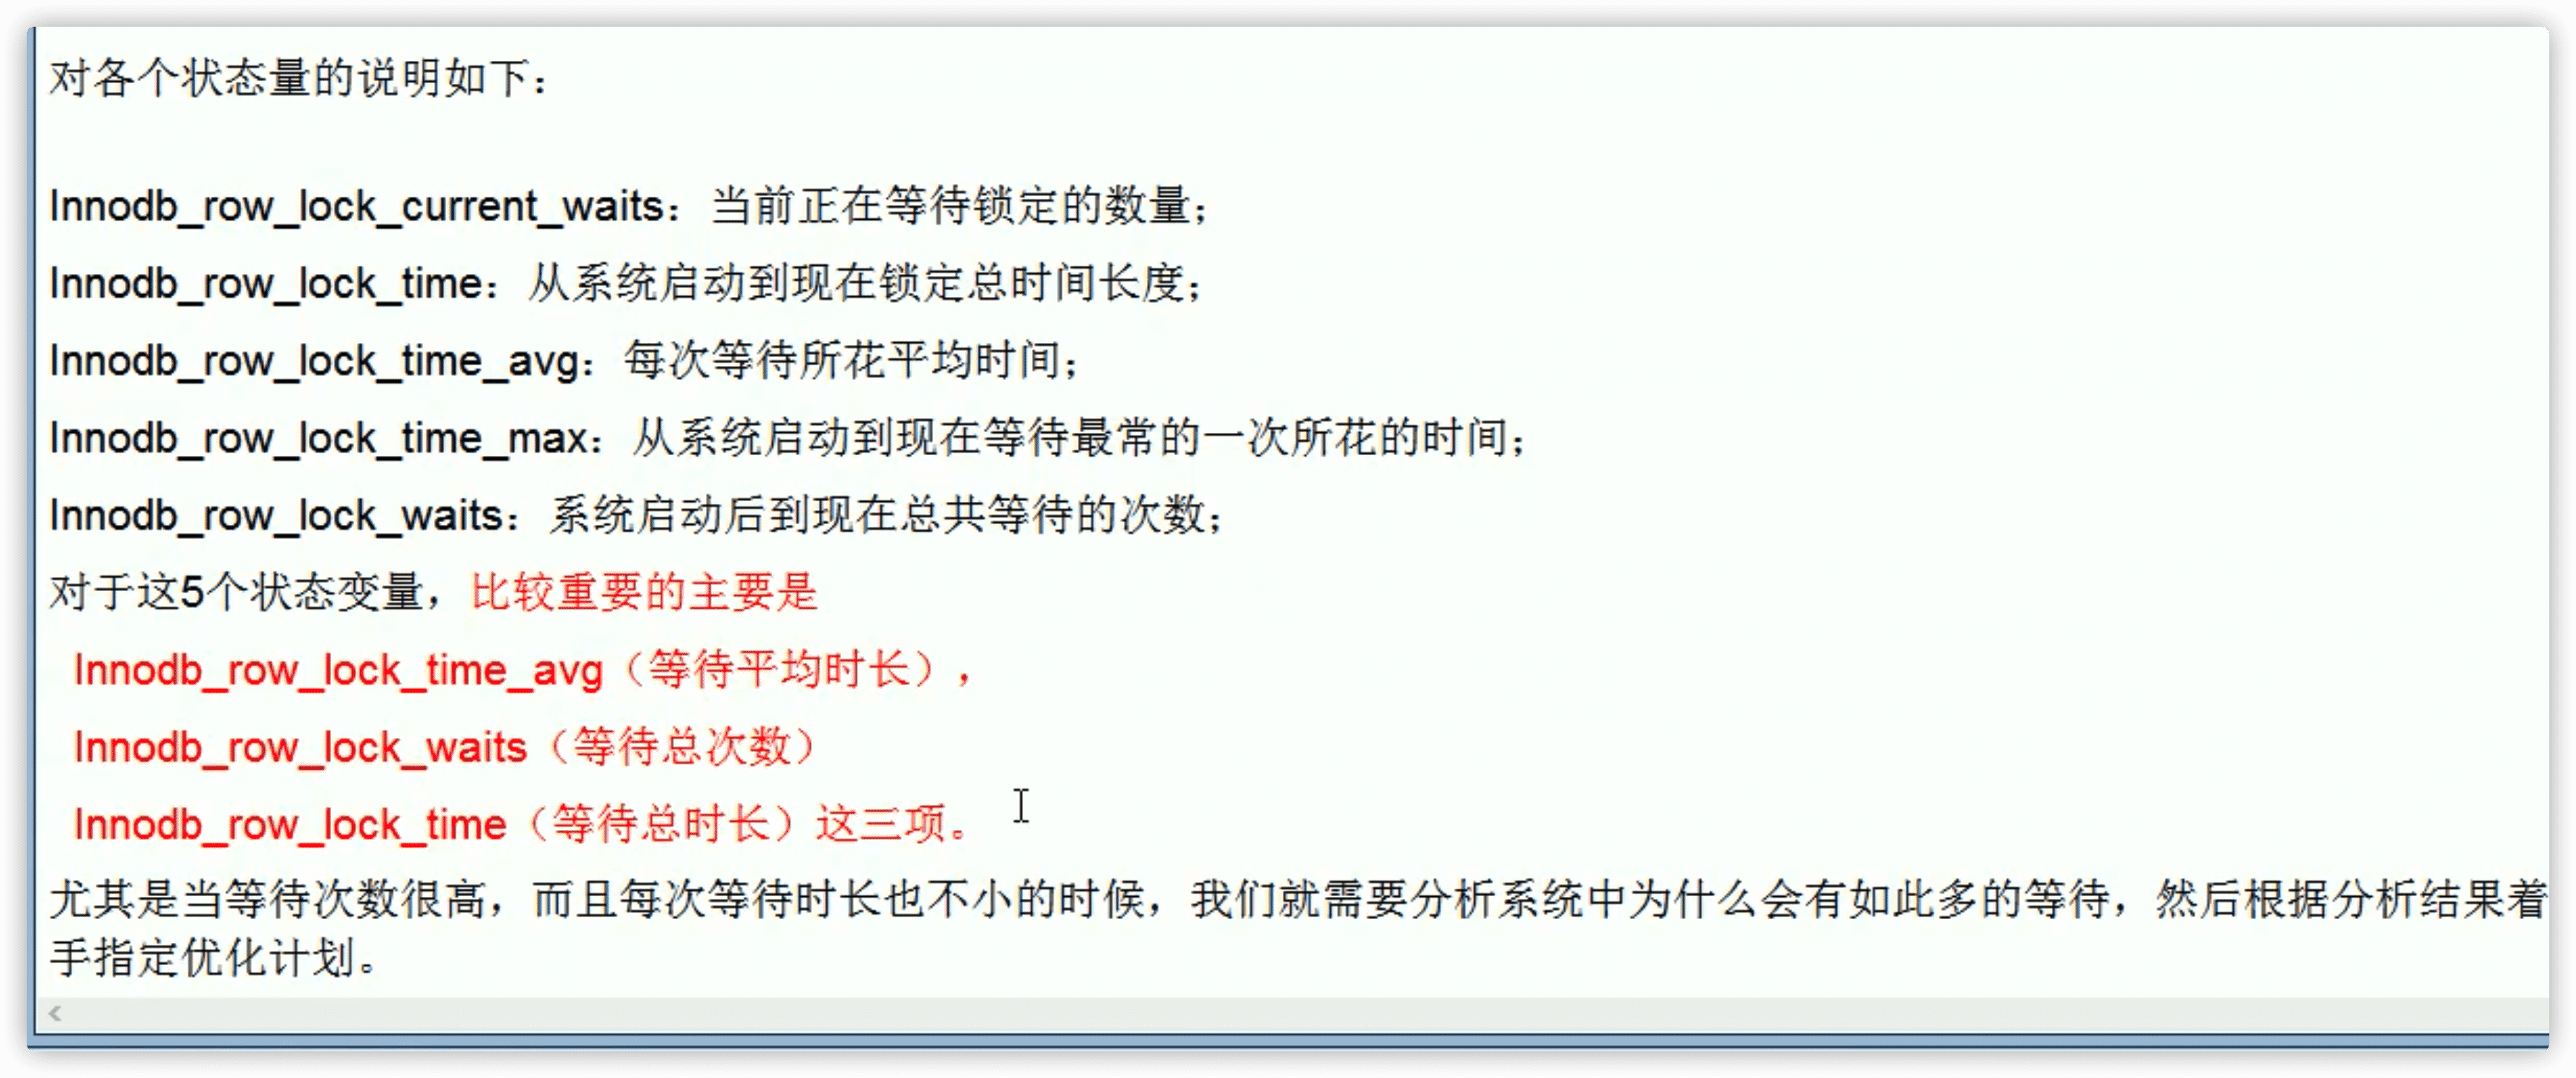 对各个状态量的说明如下：
Innodb_row_lock_current_waits：当前正在等待锁定的数量；
Innodb_row_lock_time：从系统启动到现在锁定总时间长度；
Innodb_row_lock_time_avg：每次等待所花平均时间；
Innodb_row_lock_time_max：从系统启动到现在等待最常的一次所花的时间；
Innodb_row_lock_waits：系统启动后到现在总共等待的次数；
对于这5个状态变量，比较重要的主要是
Innodb_row_lock_time_avg（等待平均时长），
Innodb_row_lock_waits（等待总次数）
Innodb_row_lock_time（等待总时长）这三项。
尤其是当等待次数很高，而且每次等待时长也不小的时候，我们就需要分析系统中为什么会有如此多的等待，然后根据分析结果着
手指定优化计划。